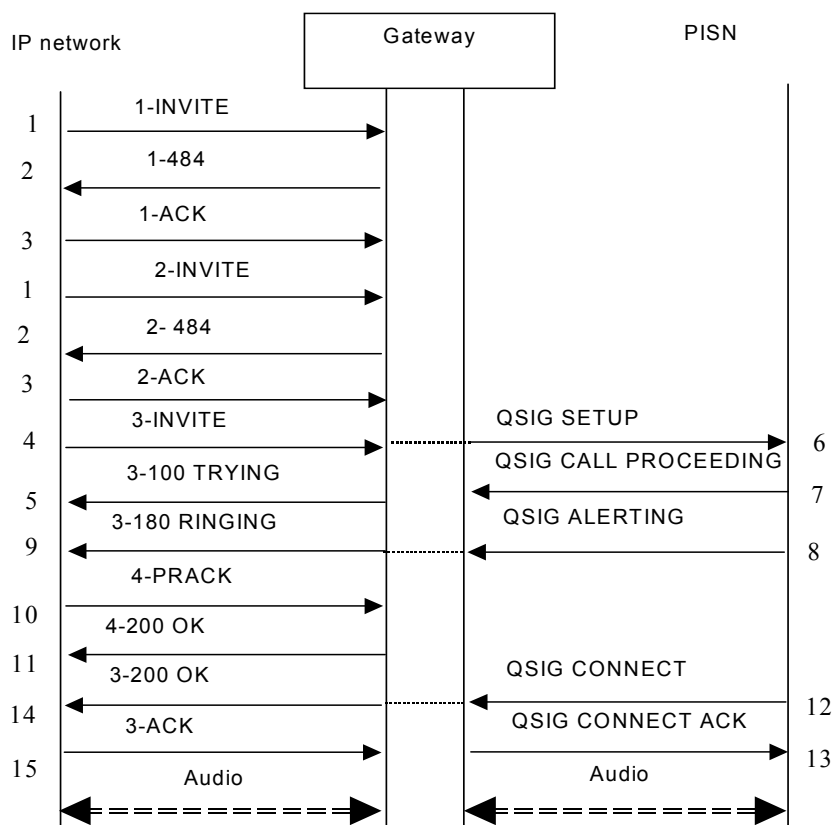 IP network Gateway PISN
1-INVITE
1
1-484
2
1-ACK
3
2-INVITE
1
2- 484
2
2-ACK
3
3-INVITE QSIG SETUP
4 6
3-100 TRYING QSIG CALL PROCEEDING
5 7
3-180 RINGING QSIG ALERTING
9 8
4-PRACK
10
4-200 OK
11
3-200 OK QSIG CONNECT
14 12
3-ACK QSIG CONNECT ACK
15 13
Audio Audio